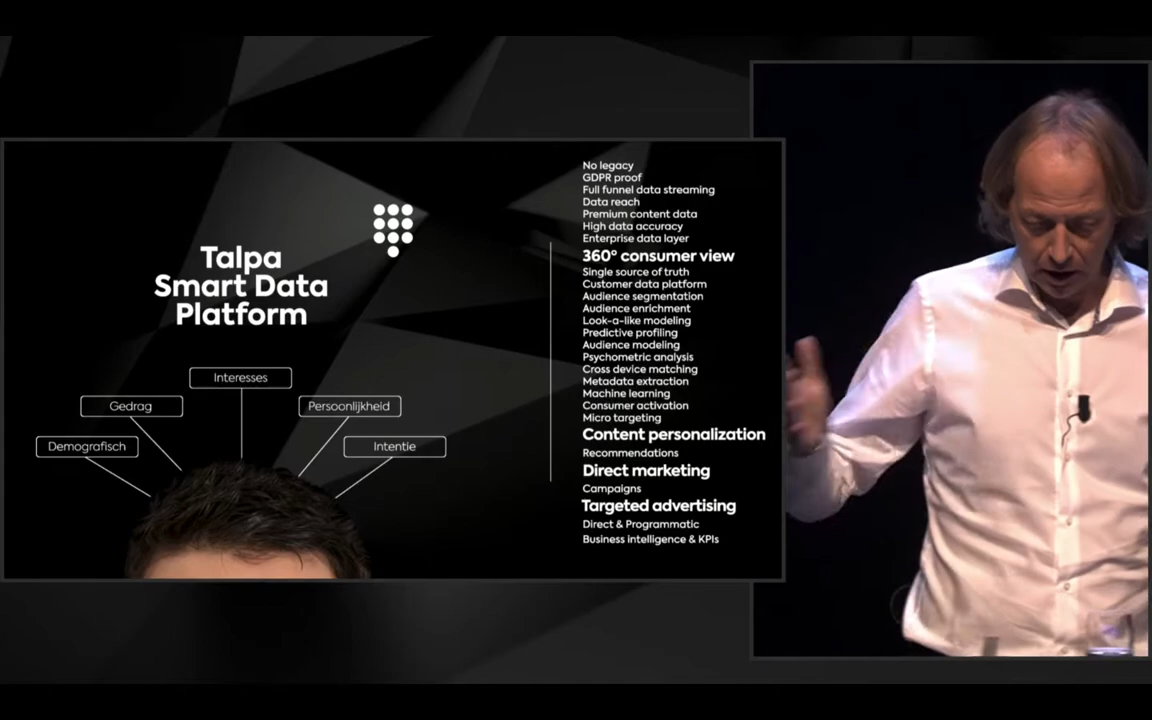 Talpa
Smart Data
Platform
Interesses
Gedrag
Persoonlijkheid
Demografisch
Intentie
No legacy
GDPR proof
Full funnel data streaming
Data reach
Premium content data
High data accuracy
Enterprise data layer
360° consumer view
Single source of truth
Customer data platform
Audience segmentation
Audience enrichment
Look-a-like modeling
Predictive profiling
Audience modeling
Psychometric analysis
Cross device matching
Metadata extraction
Machine learning
Consumer activation
Micro targeting
Content personalization
Recommendations
Direct marketing
Campaigns
Targeted advertising
Direct & Programmatic
Business intelligence & KPIs